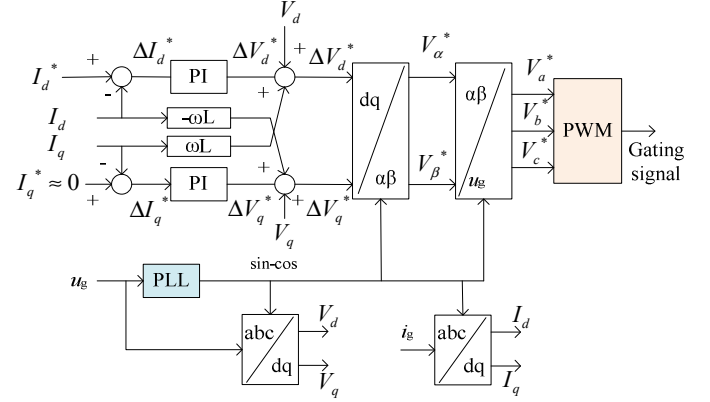 V_d
ΔI_d^* ΔV_d^* + ΔV_d^* V_α^*
I_d^* + PI + αβ V_a^*
- dq V_b^* PWM
I_d -ωL Gating
I_q ωL V_c^* signal
- + V_β^*
I_q^* ≈ 0 PI + αβ u_g
+ ΔI_q^* ΔV_q^* ΔV_q^*
V_q
sin-cos
u_g PLL
abc V_d i_g abc I_d
dq V_q dq I_q